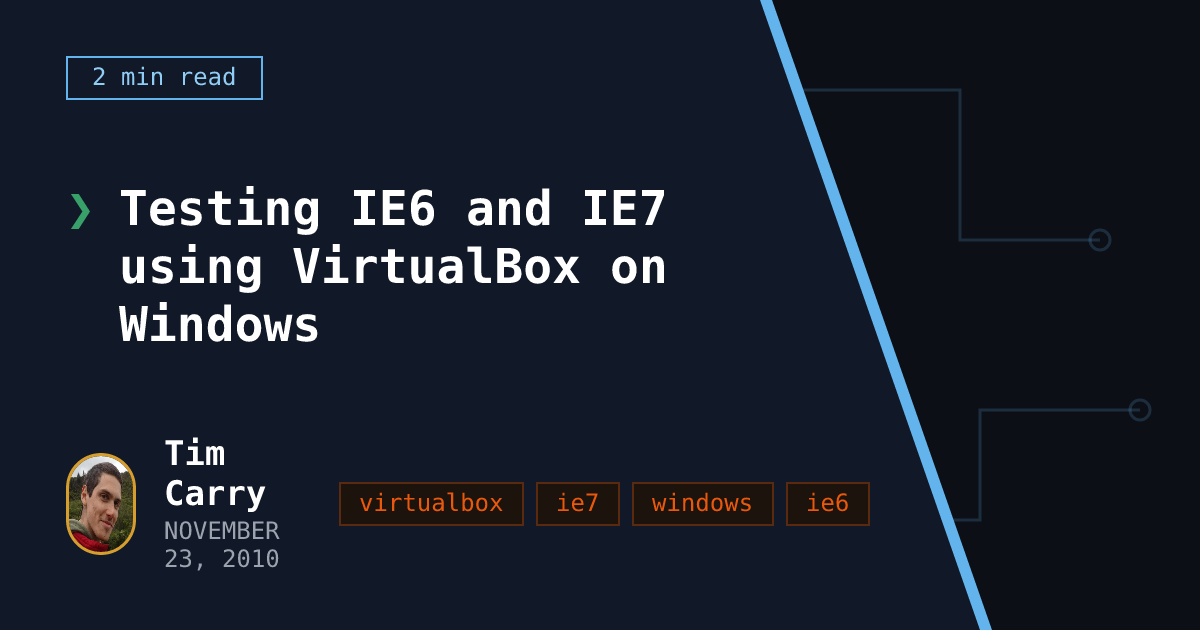 2 min read
❯ Testing IE6 and IE7
using VirtualBox on
Windows
Tim
Carry
NOVEMBER
23, 2010
virtualbox ie7 windows ie6